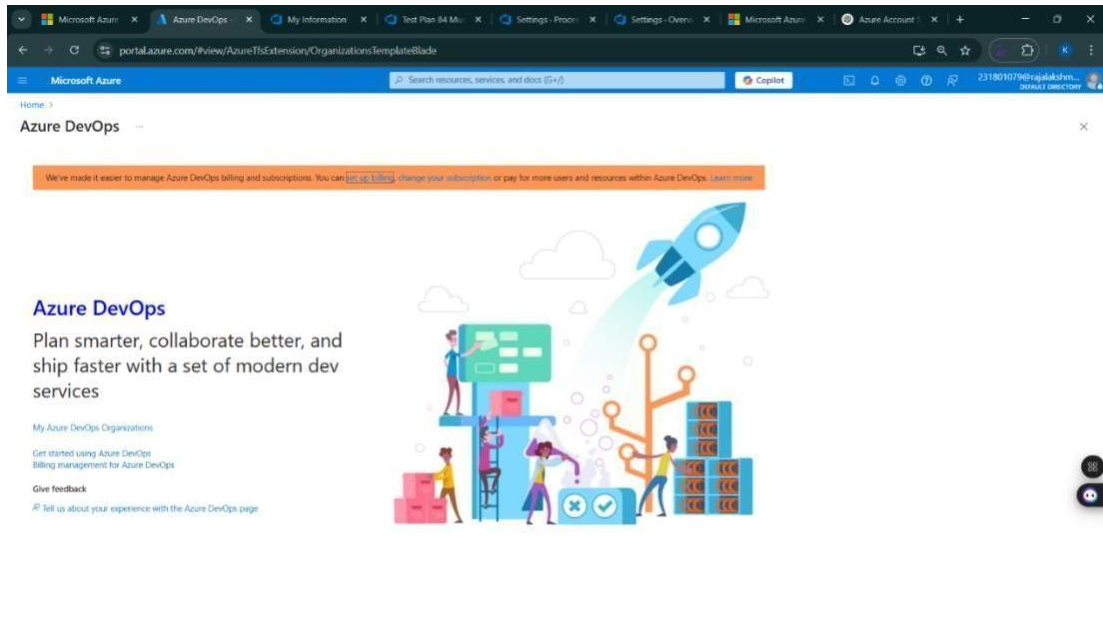 Microsoft Azure
Azure DevOps -
My Information
Test Plan 84 Mu
Settings - Proces
Settings - Overv
Microsoft Azure
Azure Account S
portal.azure.com/#view/AzureTfsExtension/OrganizationsTemplateBlade
K
Microsoft Azure
Search resources, services, and docs (G+/)
Copilot
231801079@rajalakshm...
DEFAULT DIRECTORY
Home >
Azure DevOps ...
We've made it easier to manage Azure DevOps billing and subscriptions. You can set up billing, change your subscription or pay for more users and resources within Azure DevOps. Learn more
Azure DevOps
Plan smarter, collaborate better, and
ship faster with a set of modern dev
services
My Azure DevOps Organizations
Get started using Azure DevOps
Billing management for Azure DevOps
Give feedback
Tell us about your experience with the Azure DevOps page